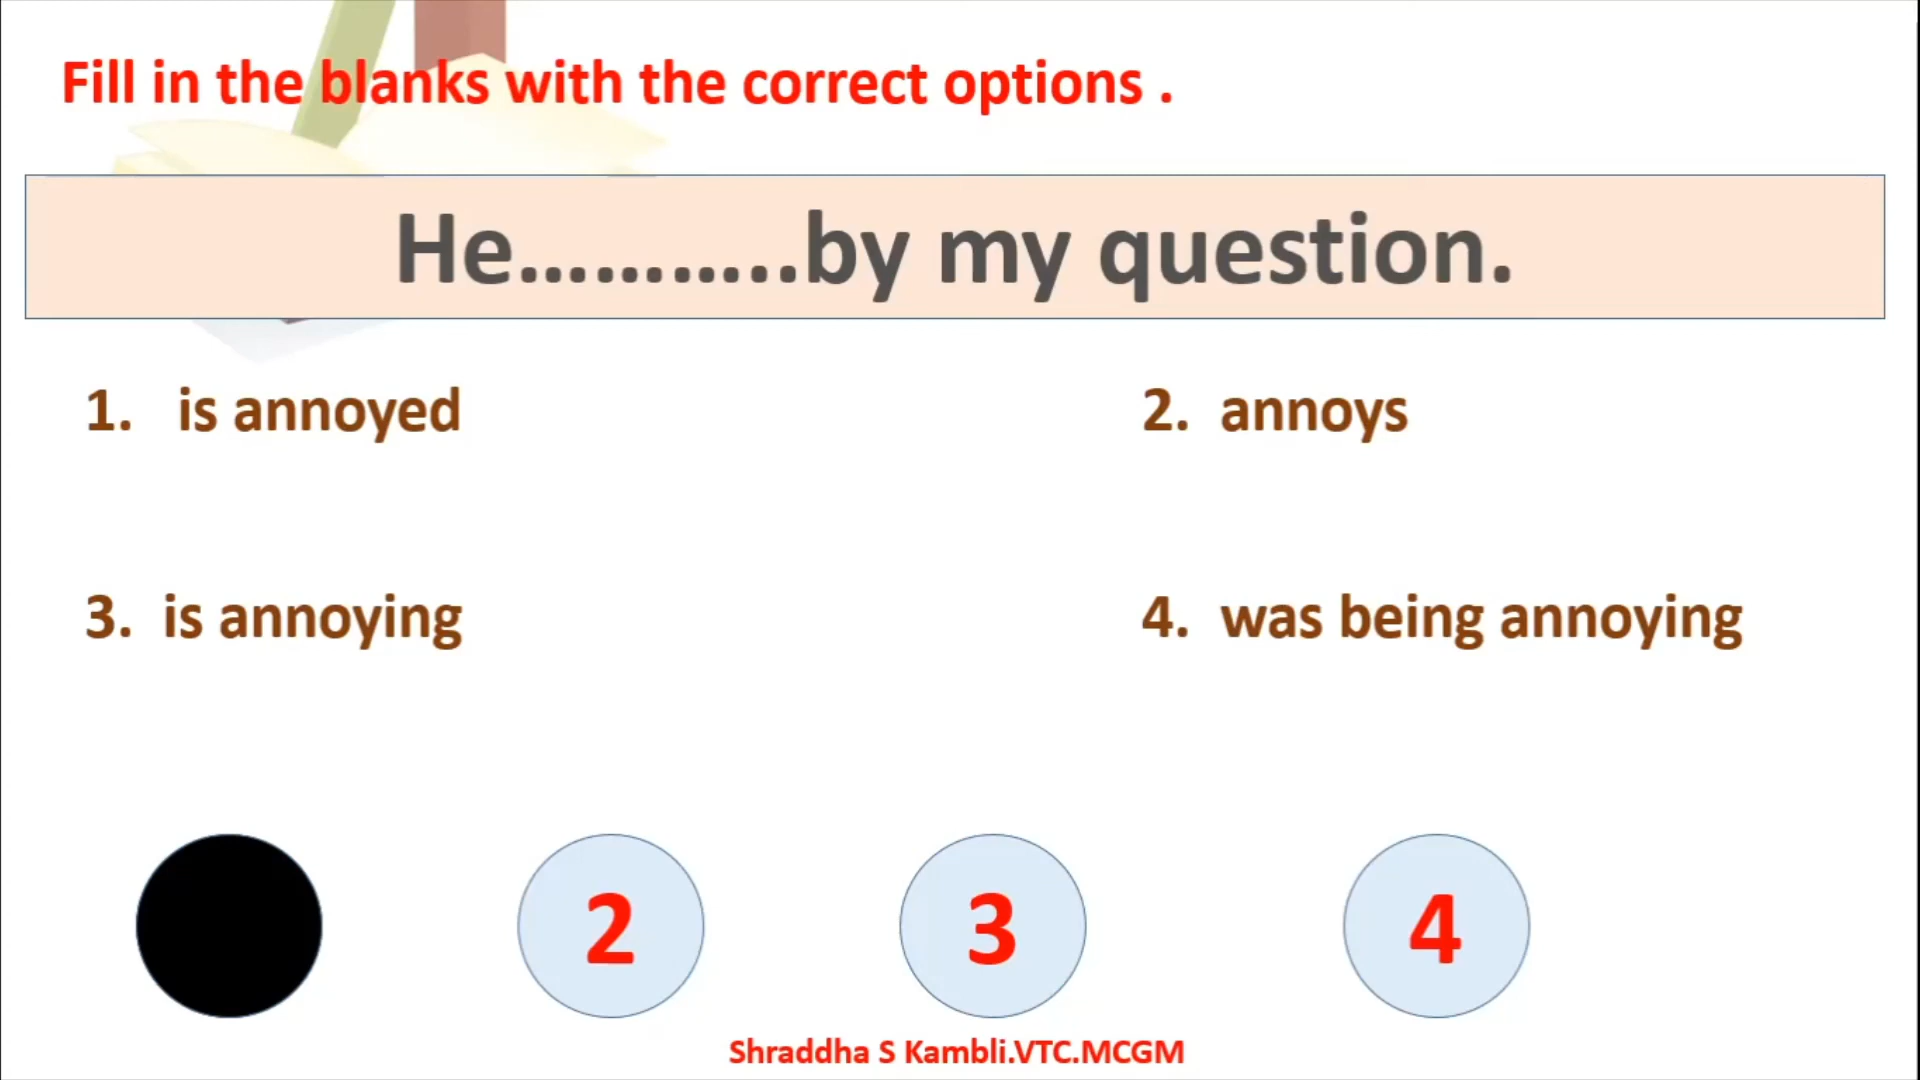 Fill in the blanks with the correct options .
He...........by my question.
1. is annoyed
2. annoys
3. is annoying
4. was being annoying
2
3
4
Shraddha S Kambli.VTC.MCGM